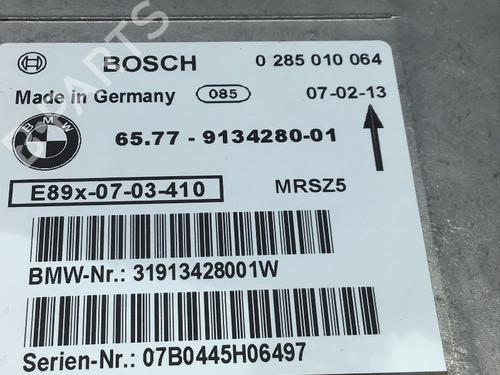 BOSCH 0 285 010 064
Made in Germany 085 07-02-13
BMW 65.77 - 9134280-01
E89x-07-03-410 MRSZ5
BMW-Nr.: 31913428001W
Serien-Nr.: 07B0445H06497